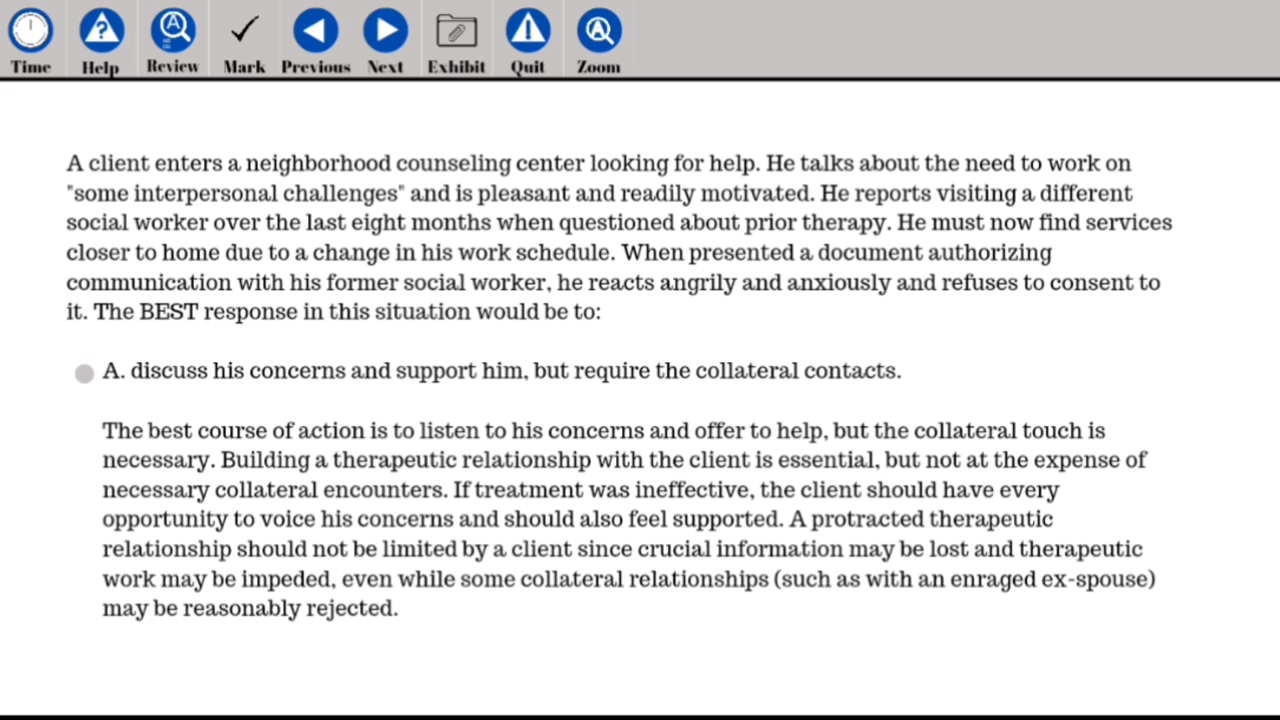 Time Help Review Mark Previous Next Exhibit Quit Zoom
A client enters a neighborhood counseling center looking for help. He talks about the need to work on
"some interpersonal challenges" and is pleasant and readily motivated. He reports visiting a different
social worker over the last eight months when questioned about prior therapy. He must now find services
closer to home due to a change in his work schedule. When presented a document authorizing
communication with his former social worker, he reacts angrily and anxiously and refuses to consent to
it. The BEST response in this situation would be to:
A. discuss his concerns and support him, but require the collateral contacts.
The best course of action is to listen to his concerns and offer to help, but the collateral touch is
necessary. Building a therapeutic relationship with the client is essential, but not at the expense of
necessary collateral encounters. If treatment was ineffective, the client should have every
opportunity to voice his concerns and should also feel supported. A protracted therapeutic
relationship should not be limited by a client since crucial information may be lost and therapeutic
work may be impeded, even while some collateral relationships (such as with an enraged ex-spouse)
may be reasonably rejected.